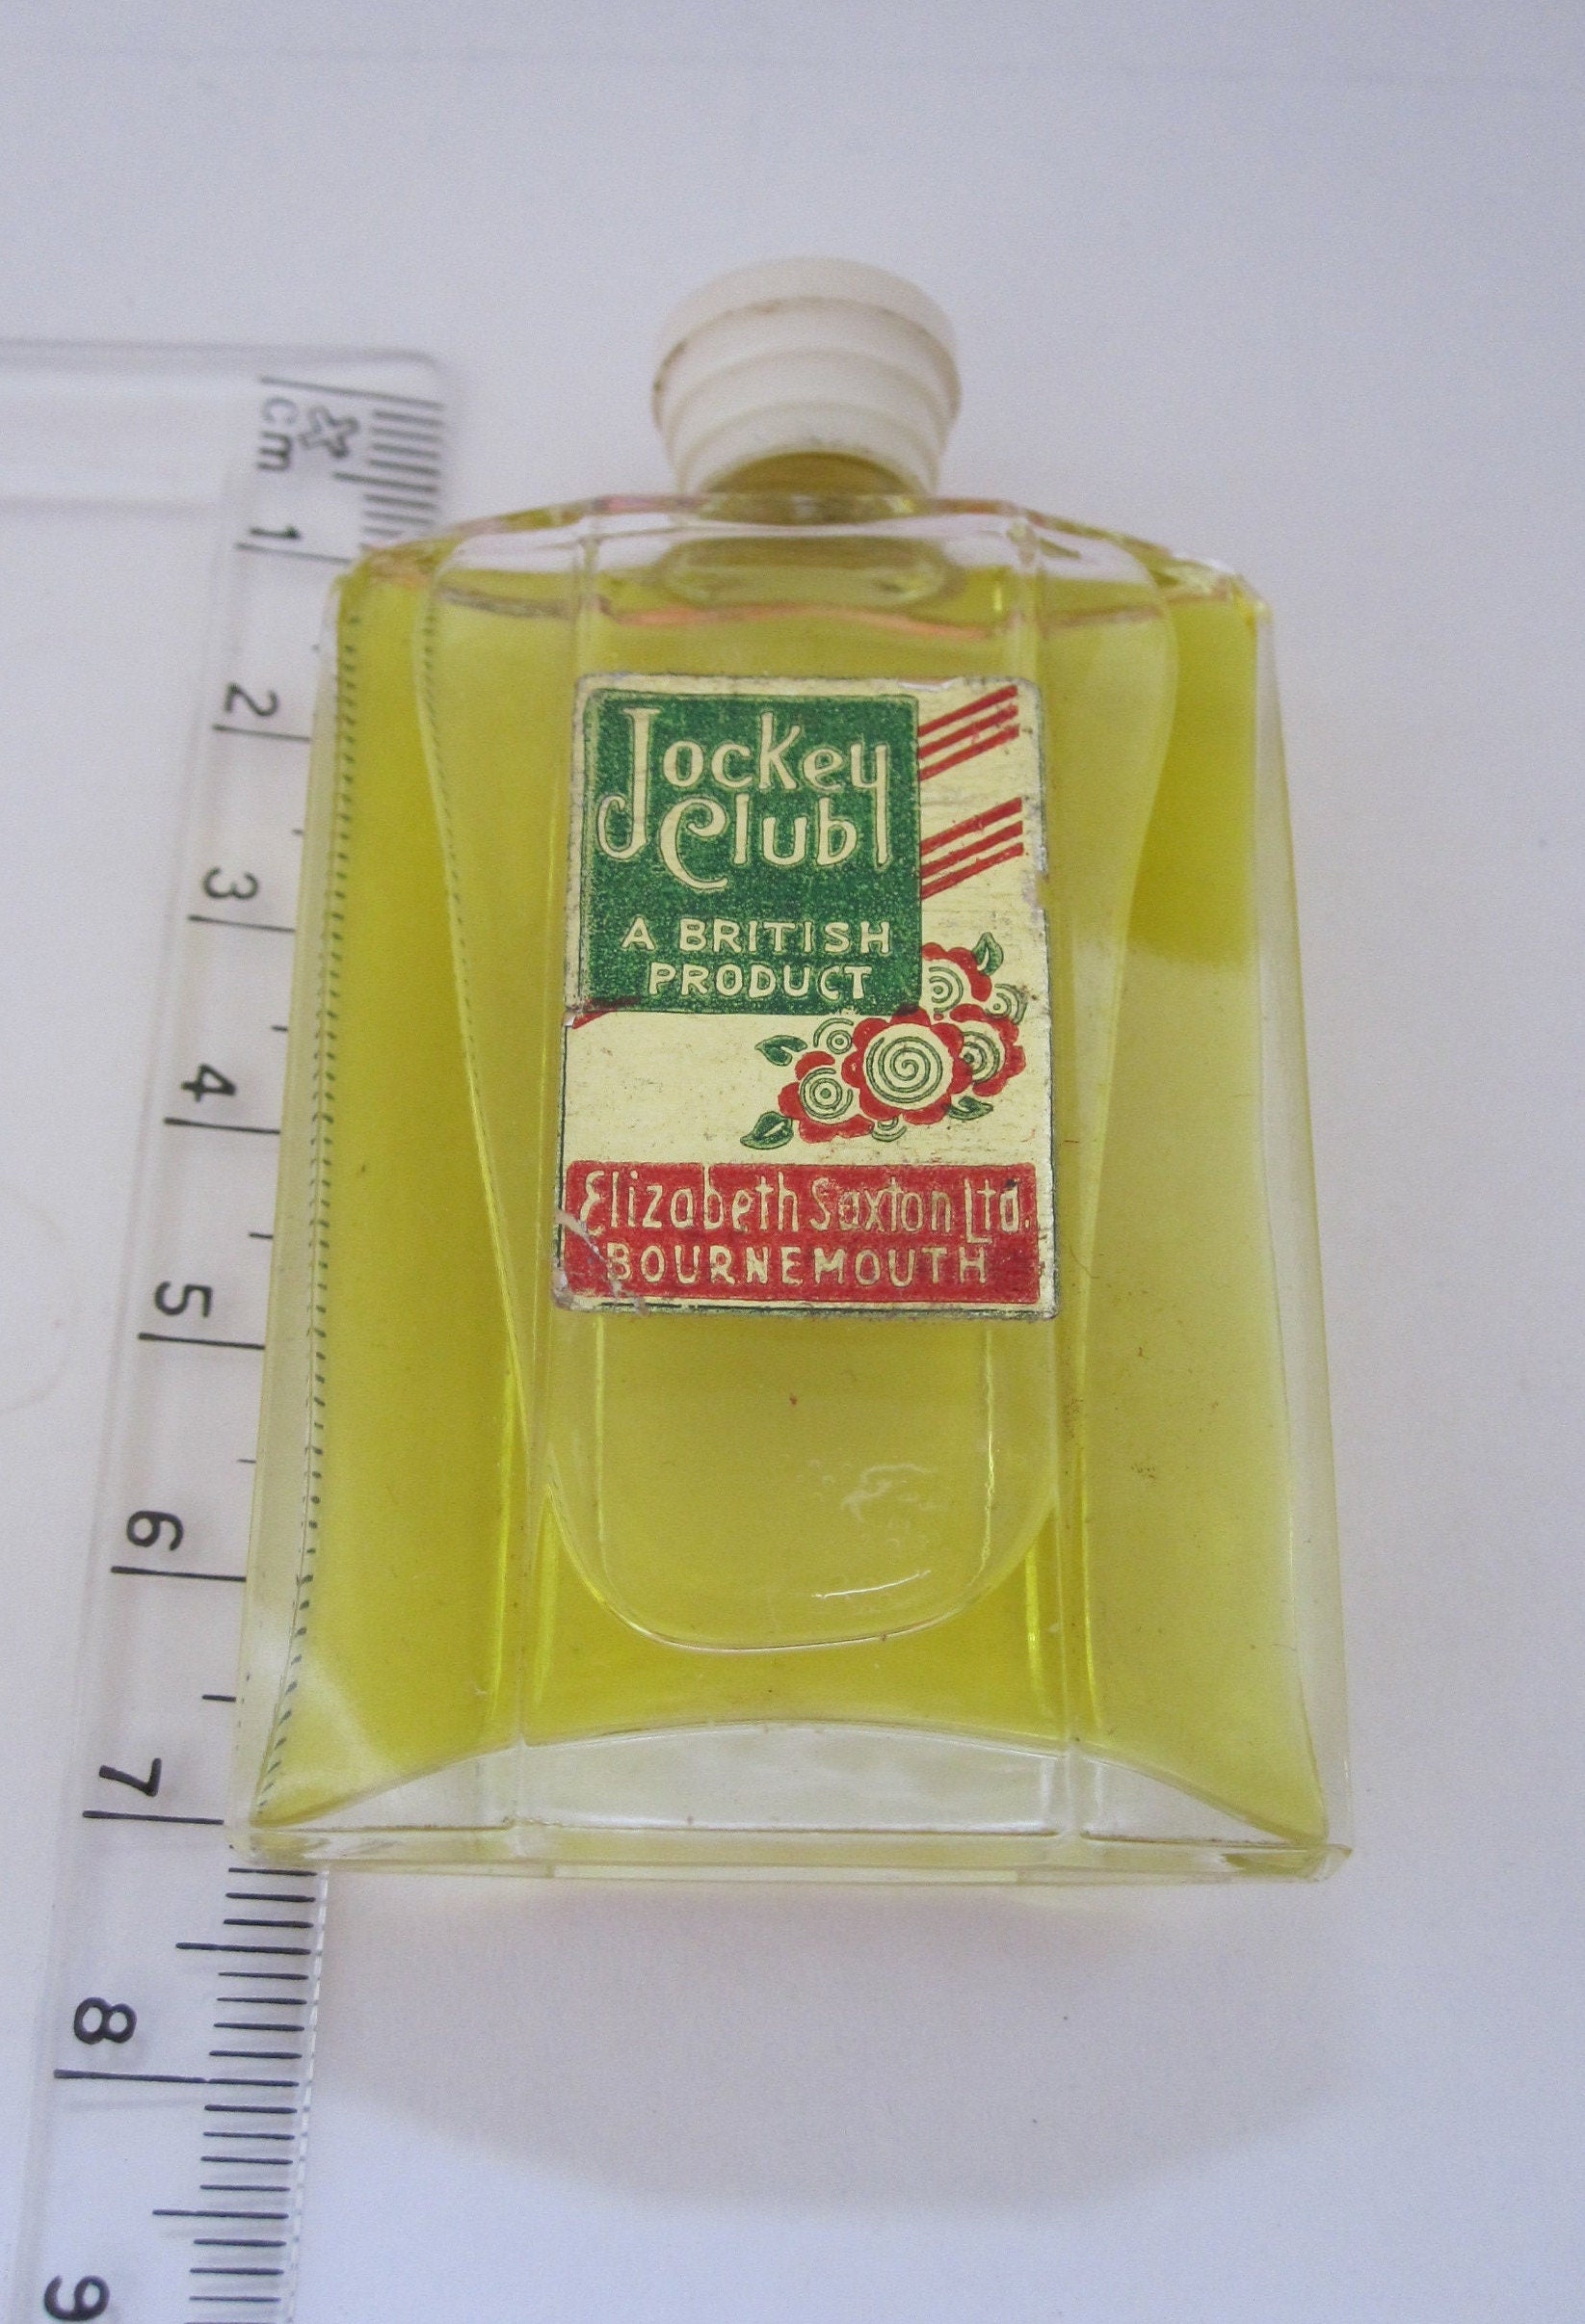 Jockey
Club
A BRITISH
PRODUCT
Elizabeth Saxton Ltd.
BOURNEMOUTH
cm
1
2
3
4
5
6
7
8
9